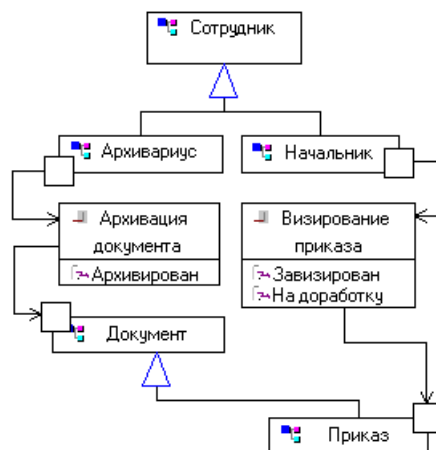 Сотрудник
Архивариус
Начальник
Архивация
документа
Архивирован
Визирование
приказа
Завизирован
На доработку
Документ
Приказ